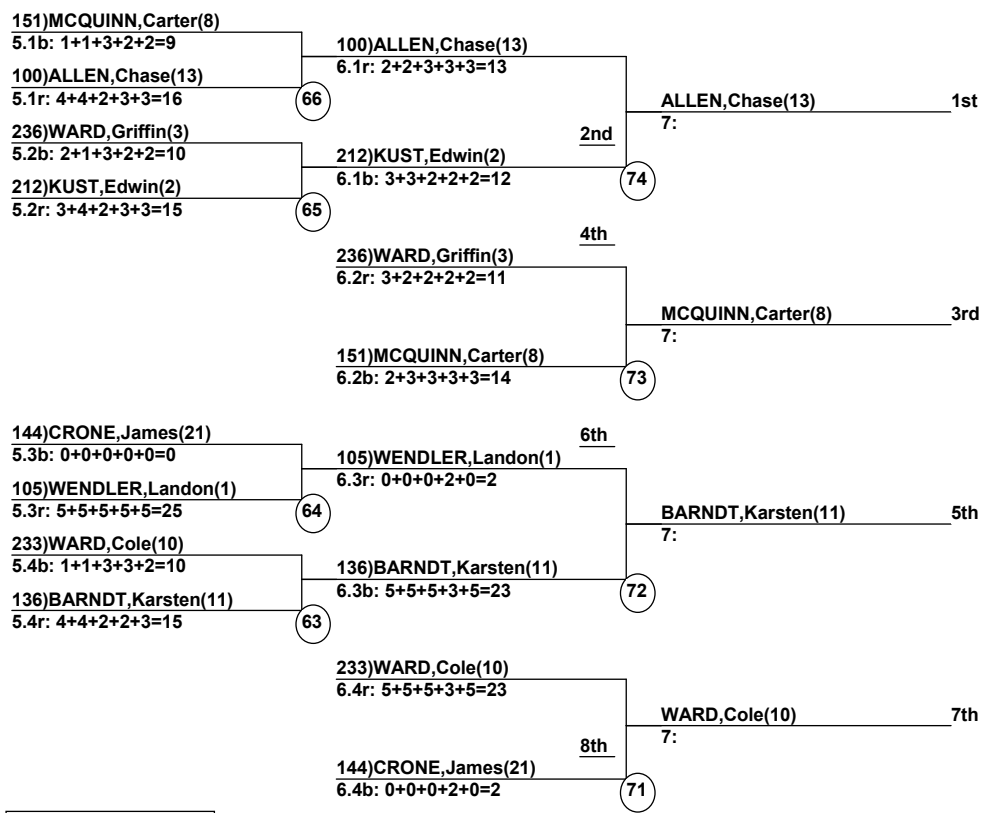 151)MCQUINN,Carter(8)
5.1b: 1+1+3+2+2=9
100)ALLEN,Chase(13)
5.1r: 4+4+2+3+3=16
66
236)WARD,Griffin(3)
5.2b: 2+1+3+2+2=10
212)KUST,Edwin(2)
5.2r: 3+4+2+3+3=15
65
100)ALLEN,Chase(13)
6.1r: 2+2+3+3+3=13
212)KUST,Edwin(2)
6.1b: 3+3+2+2+2=12
2nd
74
ALLEN,Chase(13)
7:
1st
236)WARD,Griffin(3)
6.2r: 3+2+2+2+2=11
4th
151)MCQUINN,Carter(8)
6.2b: 2+3+3+3+3=14
73
MCQUINN,Carter(8)
7:
3rd
144)CRONE,James(21)
5.3b: 0+0+0+0+0=0
105)WENDLER,Landon(1)
5.3r: 5+5+5+5+5=25
64
233)WARD,Cole(10)
5.4b: 1+1+3+3+2=10
136)BARNDT,Karsten(11)
5.4r: 4+4+2+2+3=15
63
6th
105)WENDLER,Landon(1)
6.3r: 0+0+0+2+0=2
136)BARNDT,Karsten(11)
6.3b: 5+5+5+3+5=23
72
BARNDT,Karsten(11)
7:
5th
233)WARD,Cole(10)
6.4r: 5+5+5+3+5=23
8th
144)CRONE,James(21)
6.4b: 0+0+0+2+0=2
71
WARD,Cole(10)
7:
7th